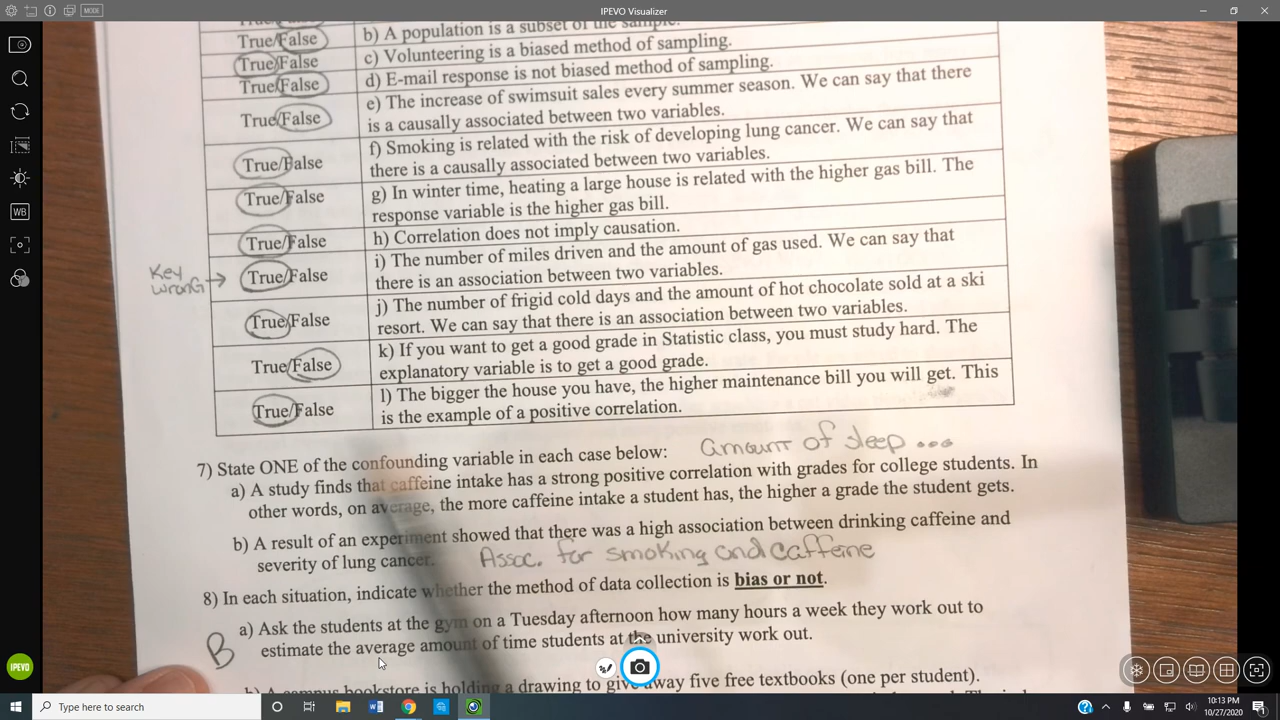 IPEVO Visualizer
MODE
WB
True/False b) A population is a subset of the sample.
True/False c) Volunteering is a biased method of sampling.
True/False d) E-mail response is not biased method of sampling.
True/False e) The increase of swimsuit sales every summer season. We can say that there
is a causally associated between two variables.
True/False f) Smoking is related with the risk of developing lung cancer. We can say that
there is a causally associated between two variables.
True/False g) In winter time, heating a large house is related with the higher gas bill. The
response variable is the higher gas bill.
True/False h) Correlation does not imply causation.
Key
wrong → True/False i) The number of miles driven and the amount of gas used. We can say that
there is an association between two variables.
True/False j) The number of frigid cold days and the amount of hot chocolate sold at a ski
resort. We can say that there is an association between two variables.
True/False k) If you want to get a good grade in Statistic class, you must study hard. The
explanatory variable is to get a good grade.
True/False l) The bigger the house you have, the higher maintenance bill you will get. This
is the example of a positive correlation.
7) State ONE of the confounding variable in each case below: amount of sleep...
a) A study finds that caffeine intake has a strong positive correlation with grades for college students. In
other words, on average, the more caffeine intake a student has, the higher a grade the student gets.
b) A result of an experiment showed that there was a high association between drinking caffeine and
severity of lung cancer. Assoc. for smoking and caffeine
8) In each situation, indicate whether the method of data collection is bias or not.
B a) Ask the students at the gym on a Tuesday afternoon how many hours a week they work out to
estimate the average amount of time students at the university work out.
b) A campus bookstore is holding a drawing to give away five free textbooks (one per student).
IPEVO
Type here to search
10:13 PM
10/27/2020